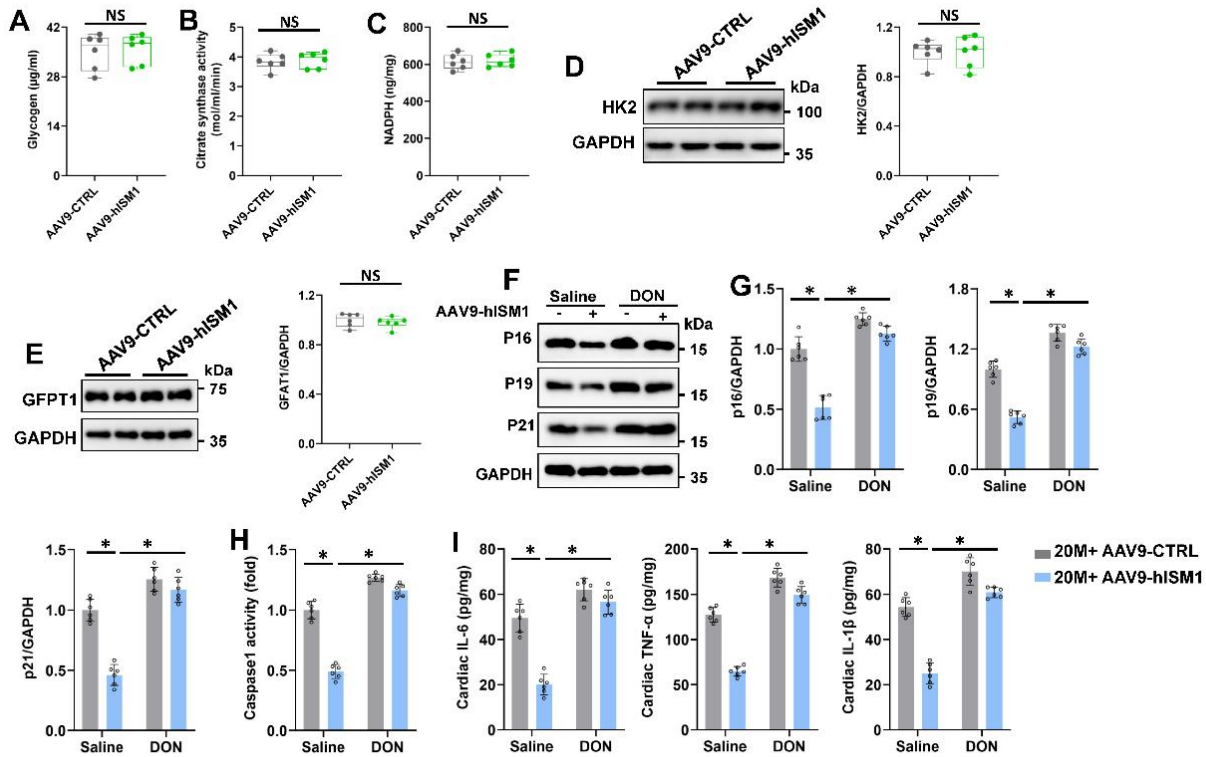 A
NS
Glycogen (µg/ml)
42
28
14
0
AAV9-CTRL
AAV9-hISM1
B
NS
Citrate synthase activity
(mol/ml/min)
5
4
3
2
1
0
AAV9-CTRL
AAV9-hISM1
C
NS
NADPH (ng/mg)
900
600
300
0
AAV9-CTRL
AAV9-hISM1
D
AAV9-CTRL
AAV9-hISM1
kDa
HK2
100
GAPDH
35
NS
HK2/GAPDH
1.2
0.8
0.4
0.0
AAV9-CTRL
AAV9-hISM1
E
AAV9-CTRL
AAV9-hISM1
kDa
GFPT1
75
GAPDH
35
NS
GFAT1/GAPDH
1.2
0.9
0.6
0.3
0.0
AAV9-CTRL
AAV9-hISM1
F
Saline DON
AAV9-hISM1 - + - +
kDa
P16
15
P19
15
P21
15
GAPDH
35
G
* *
p16/GAPDH
1.5
1.0
0.5
0.0
Saline DON
* *
p19/GAPDH
1.8
1.2
0.6
0.0
Saline DON
* *
p21/GAPDH
1.5
1.0
0.5
0.0
Saline DON
H
* *
Caspase1 activity (fold)
1.5
1.0
0.5
0.0
Saline DON
I
* *
Cardiac IL-6 (pg/mg)
80
60
40
20
0
Saline DON
* *
Cardiac TNF-α (pg/mg)
200
150
100
50
0
Saline DON
* *
Cardiac IL-1β (pg/mg)
80
60
40
20
0
Saline DON
20M+ AAV9-CTRL
20M+ AAV9-hISM1